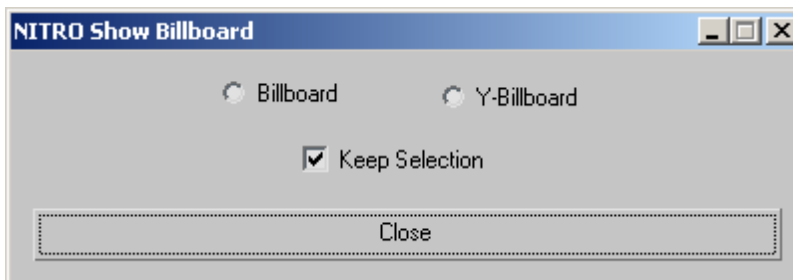 NITRO Show Billboard
Billboard Y-Billboard
Keep Selection
Close